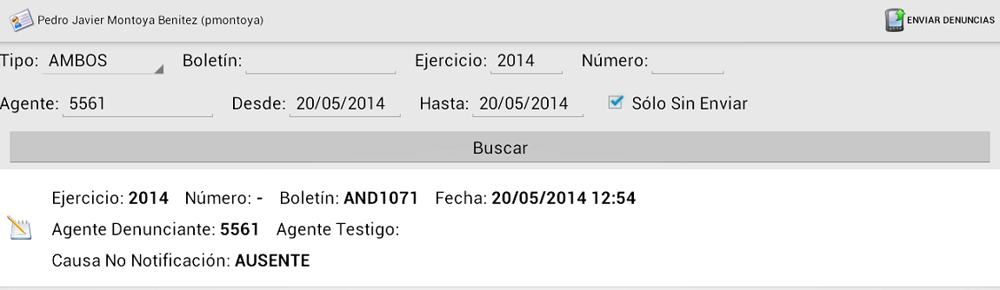 Pedro Javier Montoya Benitez (pmontoya) ENVIAR DENUNCIAS
Tipo: AMBOS Boletín: Ejercicio: 2014 Número:
Agente: 5561 Desde: 20/05/2014 Hasta: 20/05/2014 Sólo Sin Enviar
Buscar
Ejercicio: 2014 Número: - Boletín: AND1071 Fecha: 20/05/2014 12:54
Agente Denunciante: 5561 Agente Testigo:
Causa No Notificación: AUSENTE